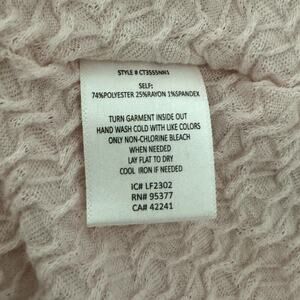 STYLE # CT3555NN1
SELF:
74%POLYESTER 25%RAYON 1%SPANDEX
TURN GARMENT INSIDE OUT
HAND WASH COLD WITH LIKE COLORS
ONLY NON-CHLORINE BLEACH
WHEN NEEDED
LAY FLAT TO DRY
COOL IRON IF NEEDED
IC# LF2302
RN# 95377
CA# 42241